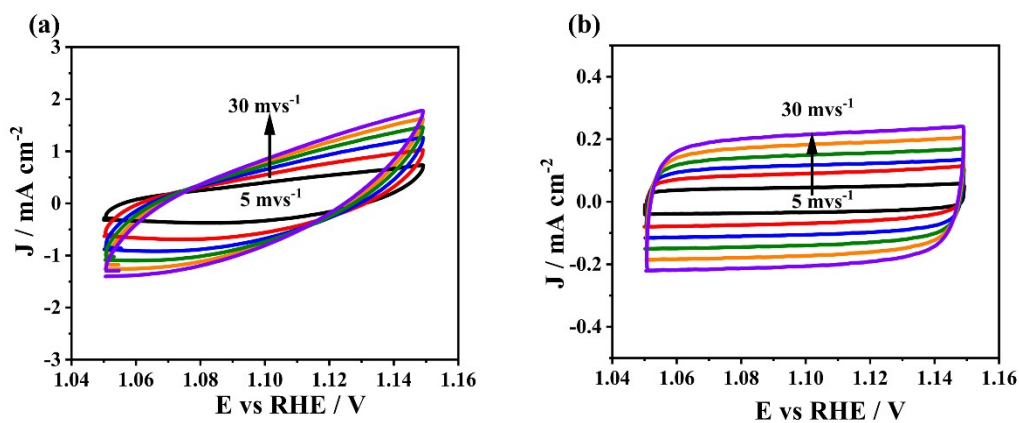 (a)
3
2
1
0
-1
-2
-3
J / mA cm⁻²
30 mvs⁻¹
5 mvs⁻¹
1.04 1.06 1.08 1.10 1.12 1.14 1.16
E vs RHE / V
(b)
0.4
0.2
0.0
-0.2
-0.4
J / mA cm⁻²
30 mvs⁻¹
5 mvs⁻¹
1.04 1.06 1.08 1.10 1.12 1.14 1.16
E vs RHE / V